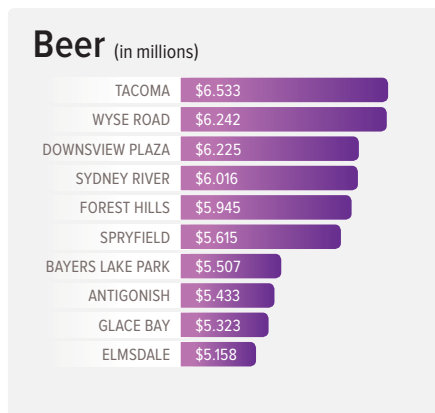 Beer (in millions)
TACOMA $6.533
WYSE ROAD $6.242
DOWNSVIEW PLAZA $6.225
SYDNEY RIVER $6.016
FOREST HILLS $5.945
SPRYFIELD $5.615
BAYERS LAKE PARK $5.507
ANTIGONISH $5.433
GLACE BAY $5.323
ELMSDALE $5.158